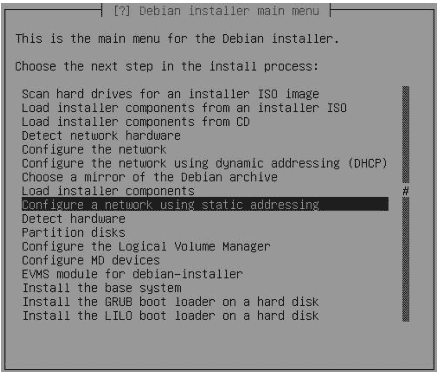 [?] Debian installer main menu
This is the main menu for the Debian installer.
Choose the next step in the install process:
Scan hard drives for an installer ISO image
Load installer components from an installer ISO
Load installer components from CD
Detect network hardware
Configure the network
Configure the network using dynamic addressing (DHCP)
Choose a mirror of the Debian archive
Load installer components #
Configure a network using static addressing
Detect hardware
Partition disks
Configure the Logical Volume Manager
Configure MD devices
EVMS module for debian-installer
Install the base system
Install the GRUB boot loader on a hard disk
Install the LILO boot loader on a hard disk